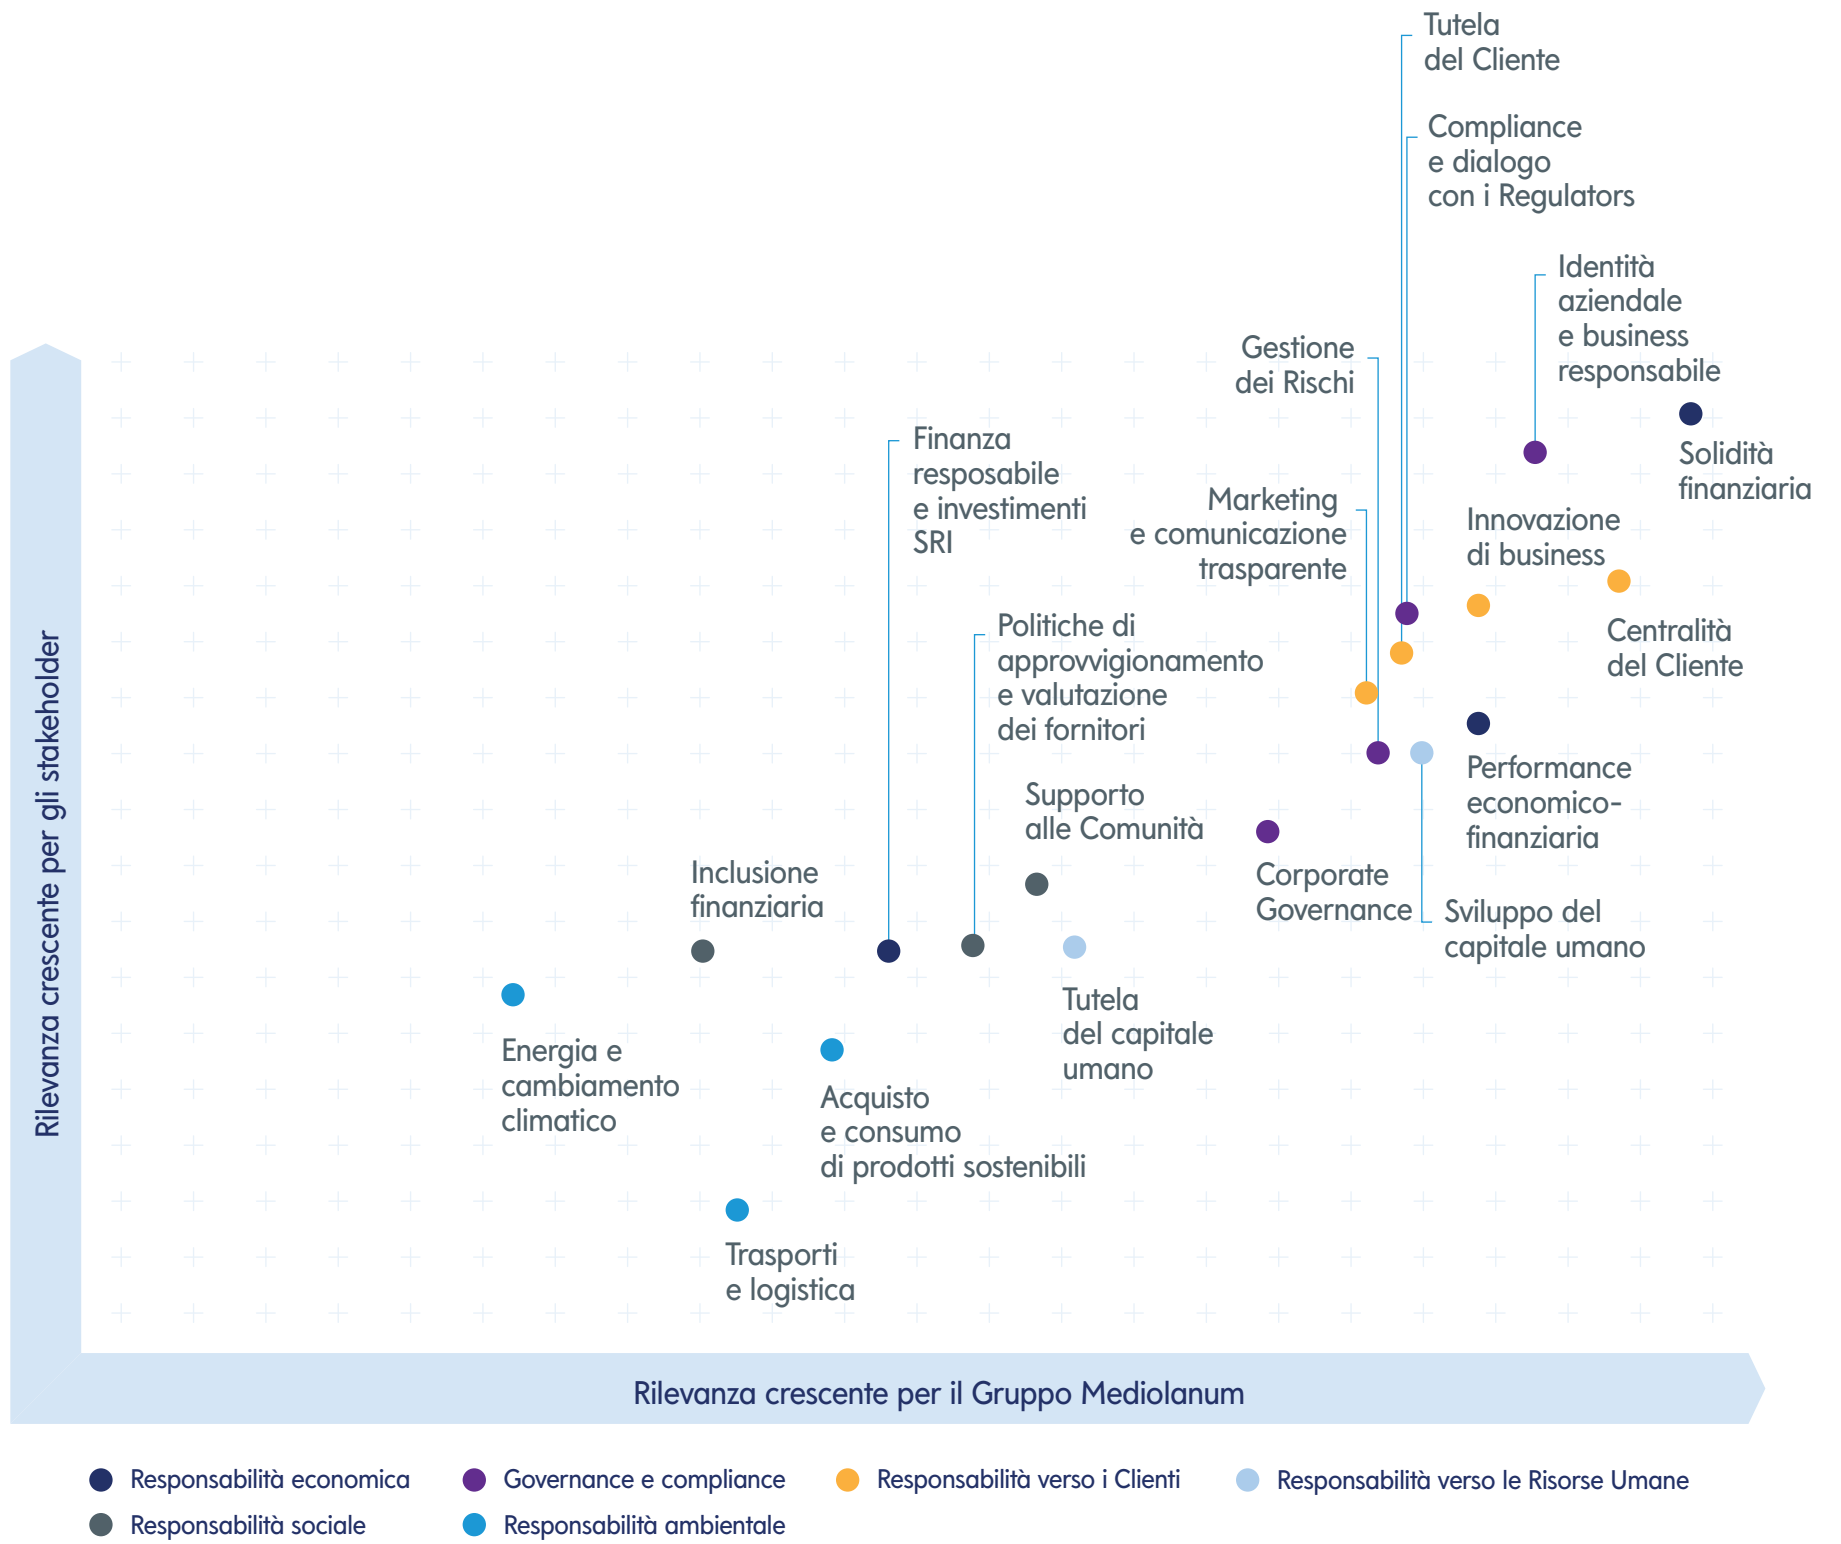 Tutela
del Cliente
Compliance
e dialogo
con i Regulators
Identità
aziendale
e business
responsabile
Gestione
dei Rischi
Finanza
resposabile
e investimenti
SRI
Solidità
finanziaria
Marketing
e comunicazione
trasparente
Innovazione
di business
Politiche di
approvvigionamento
e valutazione
dei fornitori
Centralità
del Cliente
Performance
economico-
finanziaria
Supporto
alle Comunità
Inclusione
finanziaria
Corporate
Governance
Sviluppo del
capitale umano
Tutela
del capitale
umano
Energia e
cambiamento
climatico
Acquisto
e consumo
di prodotti sostenibili
Trasporti
e logistica
Rilevanza crescente per gli stakeholder
Rilevanza crescente per il Gruppo Mediolanum
Responsabilità economica
Governance e compliance
Responsabilità verso i Clienti
Responsabilità verso le Risorse Umane
Responsabilità sociale
Responsabilità ambientale